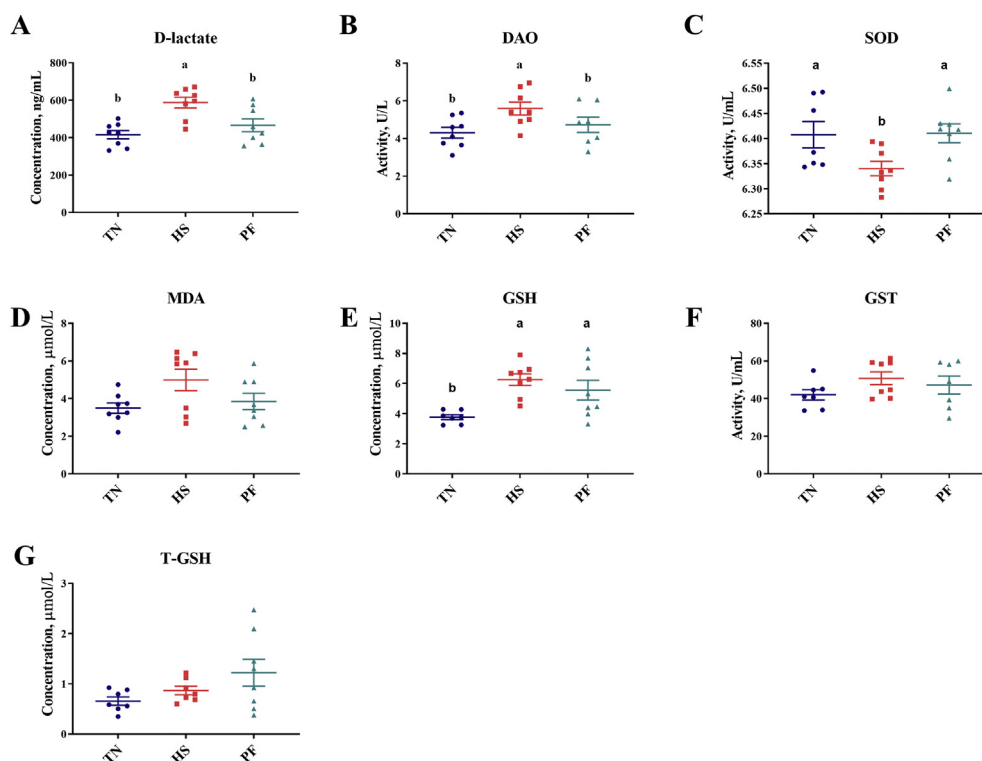 A
D-lactate
Concentration, ng/mL
800
600
400
200
0
b
a
b
TN
HS
PF
B
DAO
Activity, U/L
8
6
4
2
0
b
a
b
TN
HS
PF
C
SOD
Activity, U/mL
6.55
6.50
6.45
6.40
6.35
6.30
6.25
a
b
a
TN
HS
PF
D
MDA
Concentration, μmol/L
8
6
4
2
0
TN
HS
PF
E
GSH
Concentration, μmol/L
10
8
6
4
2
0
b
a
a
TN
HS
PF
F
GST
Activity, U/mL
80
60
40
20
0
TN
HS
PF
G
T-GSH
Concentration, μmol/L
3
2
1
0
TN
HS
PF